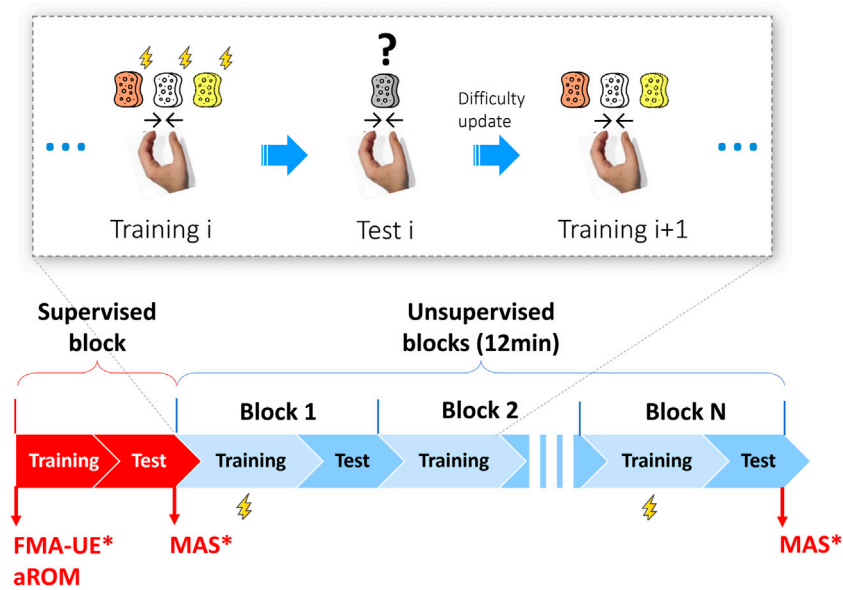 ?
Difficulty
update
Training i
Test i
Training i+1
Supervised
block
Unsupervised
blocks (12min)
Block 1
Block 2
Block N
Training
Test
Training
Test
Training
Training
Test
FMA-UE*
aROM
MAS*
MAS*